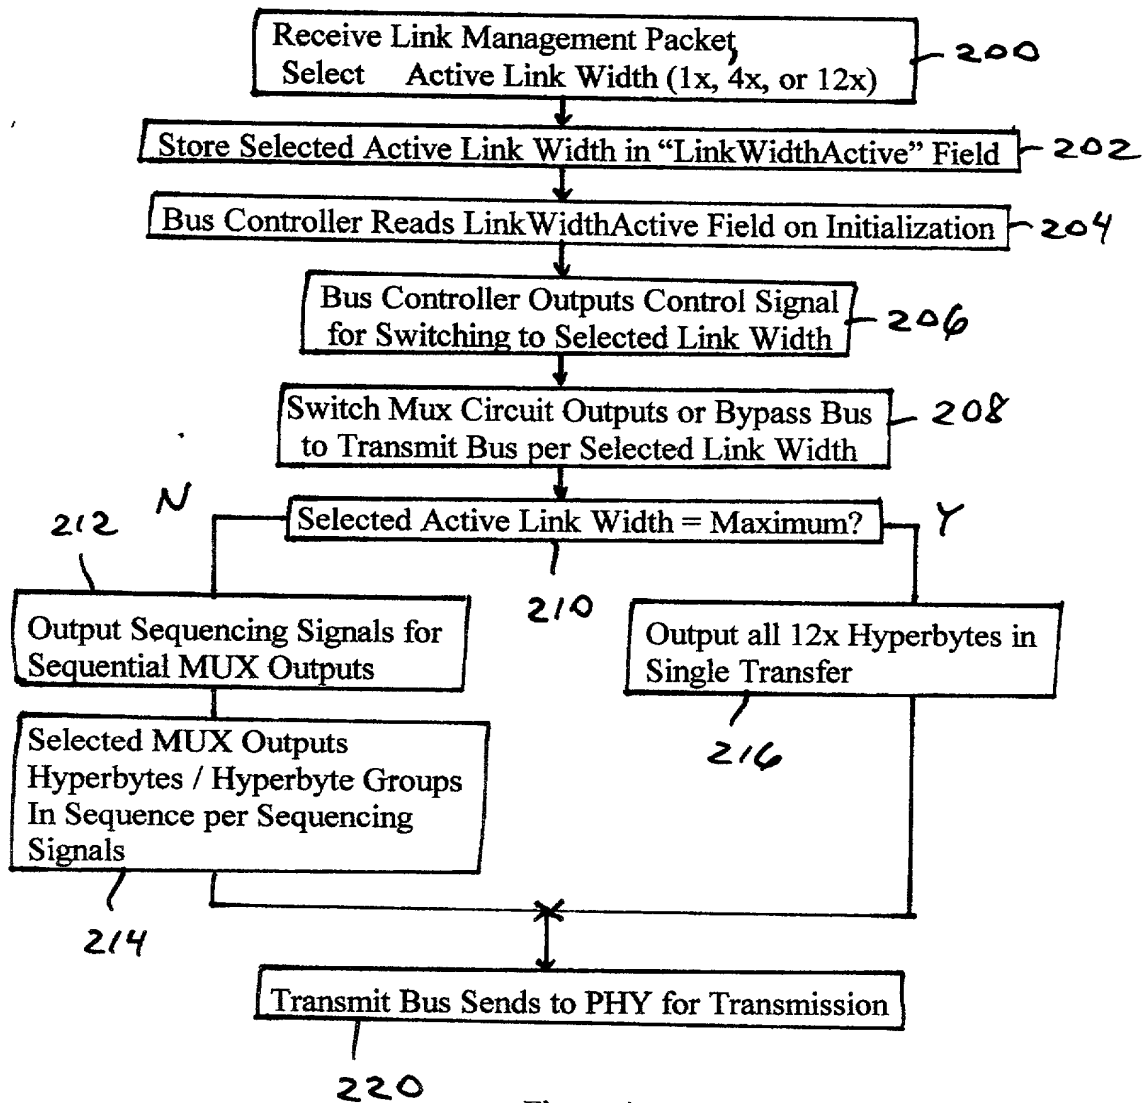 Receive Link Management Packet,
Select Active Link Width (1x, 4x, or 12x)
200
Store Selected Active Link Width in “LinkWidthActive” Field
202
Bus Controller Reads LinkWidthActive Field on Initialization
204
Bus Controller Outputs Control Signal
for Switching to Selected Link Width
206
Switch Mux Circuit Outputs or Bypass Bus
to Transmit Bus per Selected Link Width
208
N
Selected Active Link Width = Maximum?
Y
212
210
Output Sequencing Signals for
Sequential MUX Outputs
Output all 12x Hyperbytes in
Single Transfer
216
Selected MUX Outputs
Hyperbytes / Hyperbyte Groups
In Sequence per Sequencing
Signals
214
Transmit Bus Sends to PHY for Transmission
220